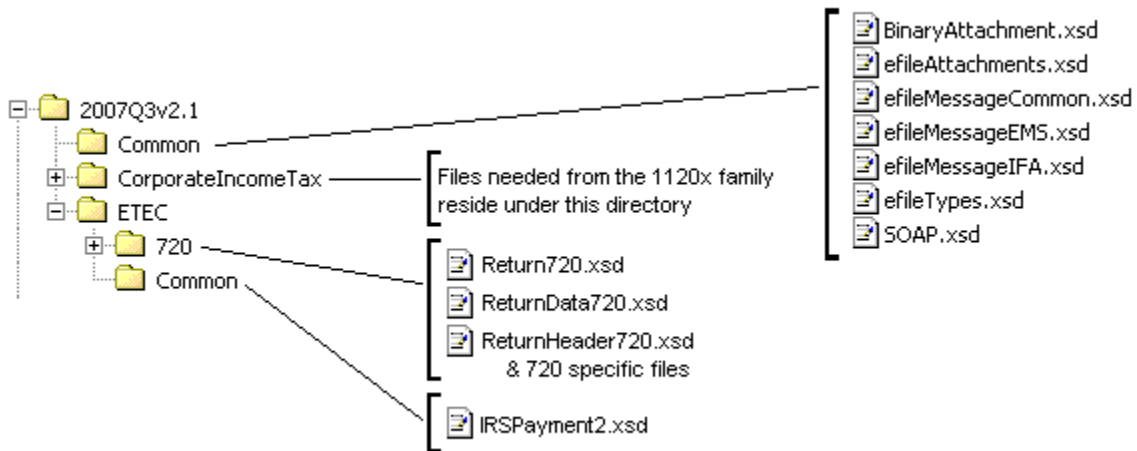 2007Q3v2.1
Common
CorporateIncomeTax
ETEC
720
Common
Files needed from the 1120x family
reside under this directory
Return720.xsd
ReturnData720.xsd
ReturnHeader720.xsd
& 720 specific files
IRSPayment2.xsd
BinaryAttachment.xsd
efileAttachments.xsd
efileMessageCommon.xsd
efileMessageEMS.xsd
efileMessageIFA.xsd
efileTypes.xsd
SOAP.xsd